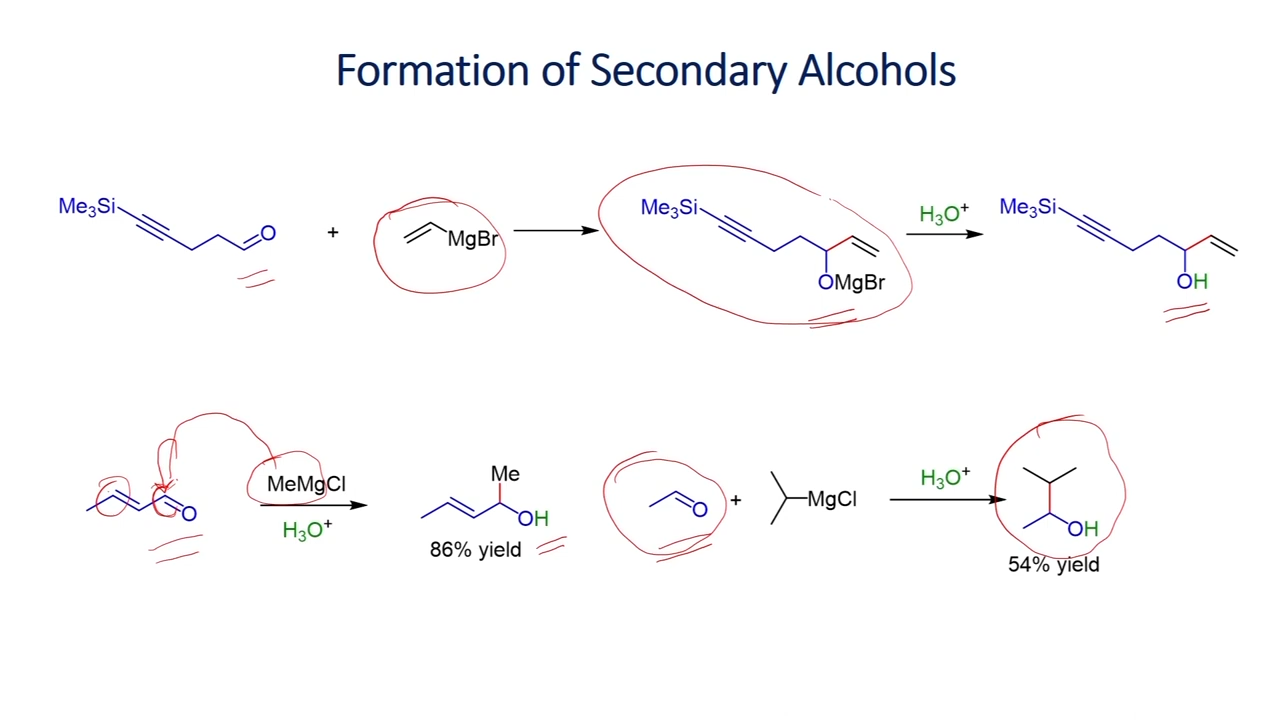 Formation of Secondary Alcohols
Me₃Si
O
+
MgBr
Me₃Si
OMgBr
H₃O⁺
Me₃Si
OH
O
MeMgCl
H₃O⁺
Me
OH
86% yield
O
+
MgCl
H₃O⁺
OH
54% yield